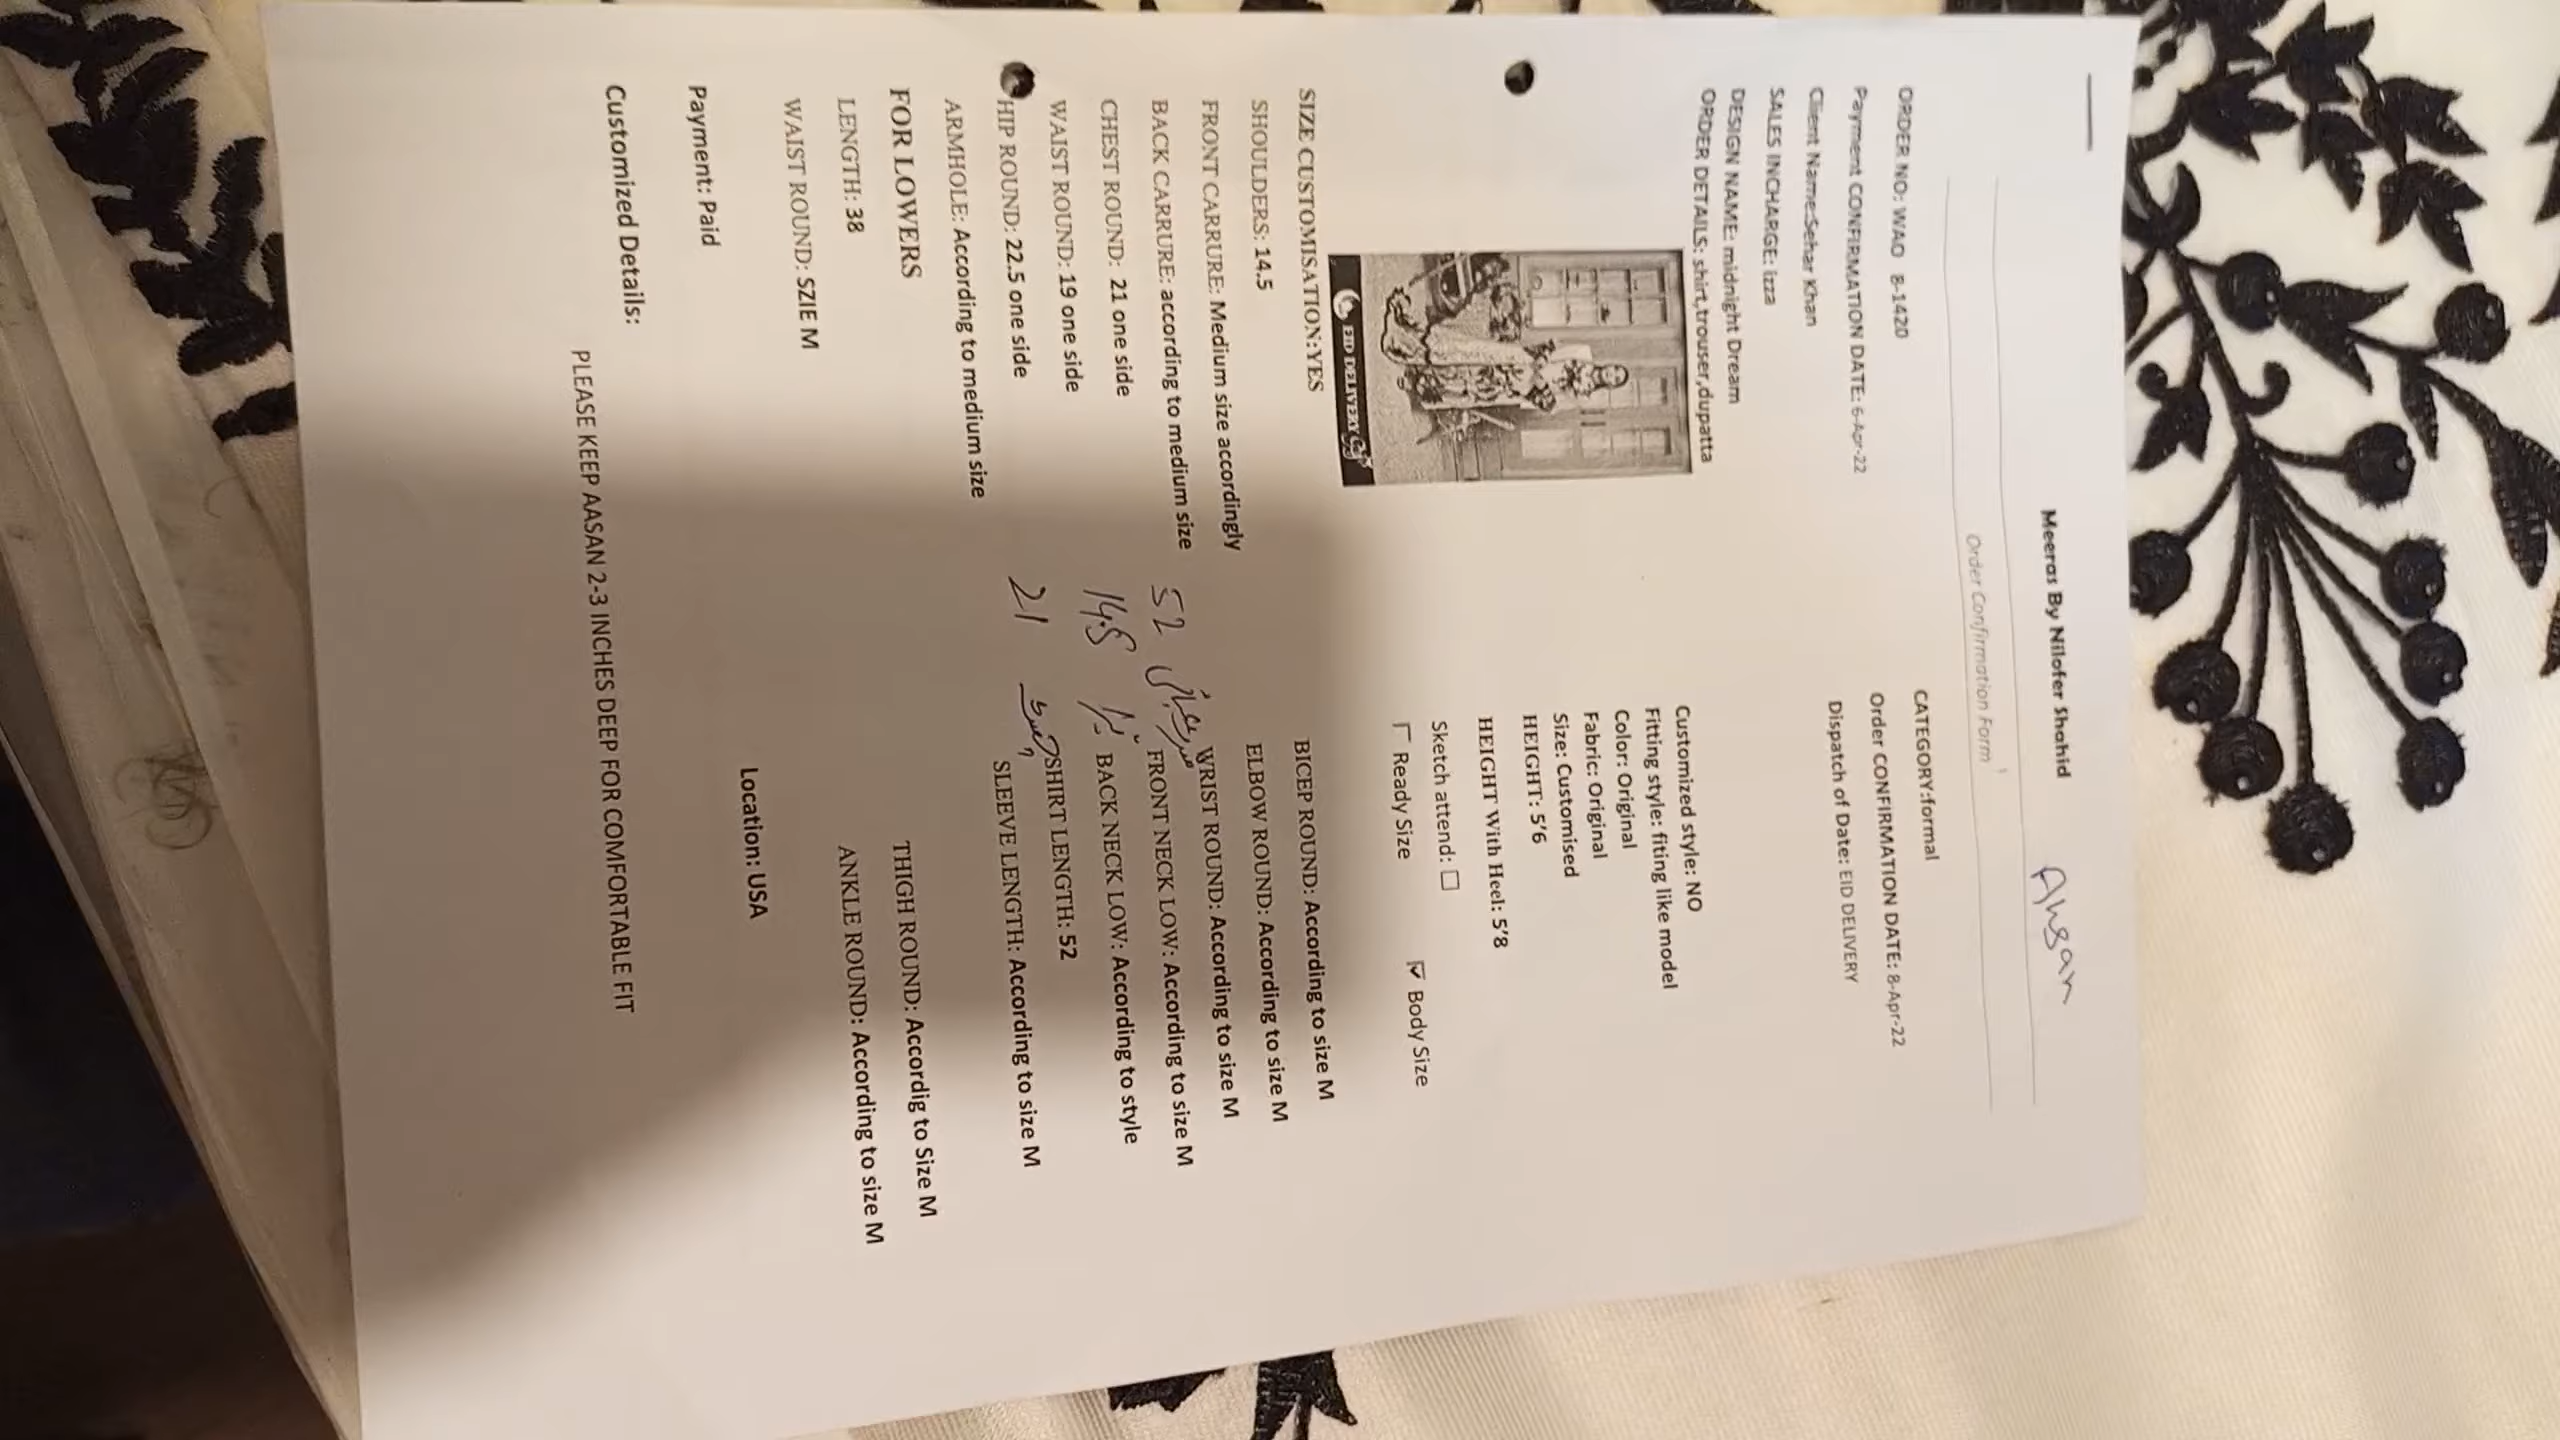 Meeras By Nilofer Shahid
Ahsan
Order Confirmation Form
ORDER NO: WAO 8-1420
CATEGORY:formal
Payment CONFIRMATION DATE: 6-Apr-22
Order CONFIRMATION DATE: 8-Apr-22
Client Name:Sehar Khan
Dispatch of Date: EID DELIVERY
SALES INCHARGE: izza
DESIGN NAME: midnight Dream
ORDER DETAILS: shirt,trouser,dupatta
Customized style: NO
Fitting style: fiting like model
Color: Original
Fabric: Original
Size: Customised
HEIGHT: 5'6
HEIGHT With Heel: 5'8
Sketch attend:
Ready Size
Body Size
EID DELIVERY
SIZE CUSTOMISATION:YES
BICEP ROUND: According to size M
SHOULDERS: 14.5
ELBOW ROUND: According to size M
FRONT CARRURE: Medium size accordingly
WRIST ROUND: According to size M
BACK CARRURE: according to medium size
52
FRONT NECK LOW: According to size M
CHEST ROUND: 21 one side
14.5
BACK NECK LOW: According to style
WAIST ROUND: 19 one side
SHIRT LENGTH: 52
HIP ROUND: 22.5 one side
21
SLEEVE LENGTH: According to size M
ARMHOLE: According to medium size
FOR LOWERS
THIGH ROUND: Accordig to Size M
LENGTH: 38
ANKLE ROUND: According to size M
WAIST ROUND: SZIE M
Payment: Paid
Location: USA
Customized Details:
PLEASE KEEP AASAN 2-3 INCHES DEEP FOR COMFORTABLE FIT